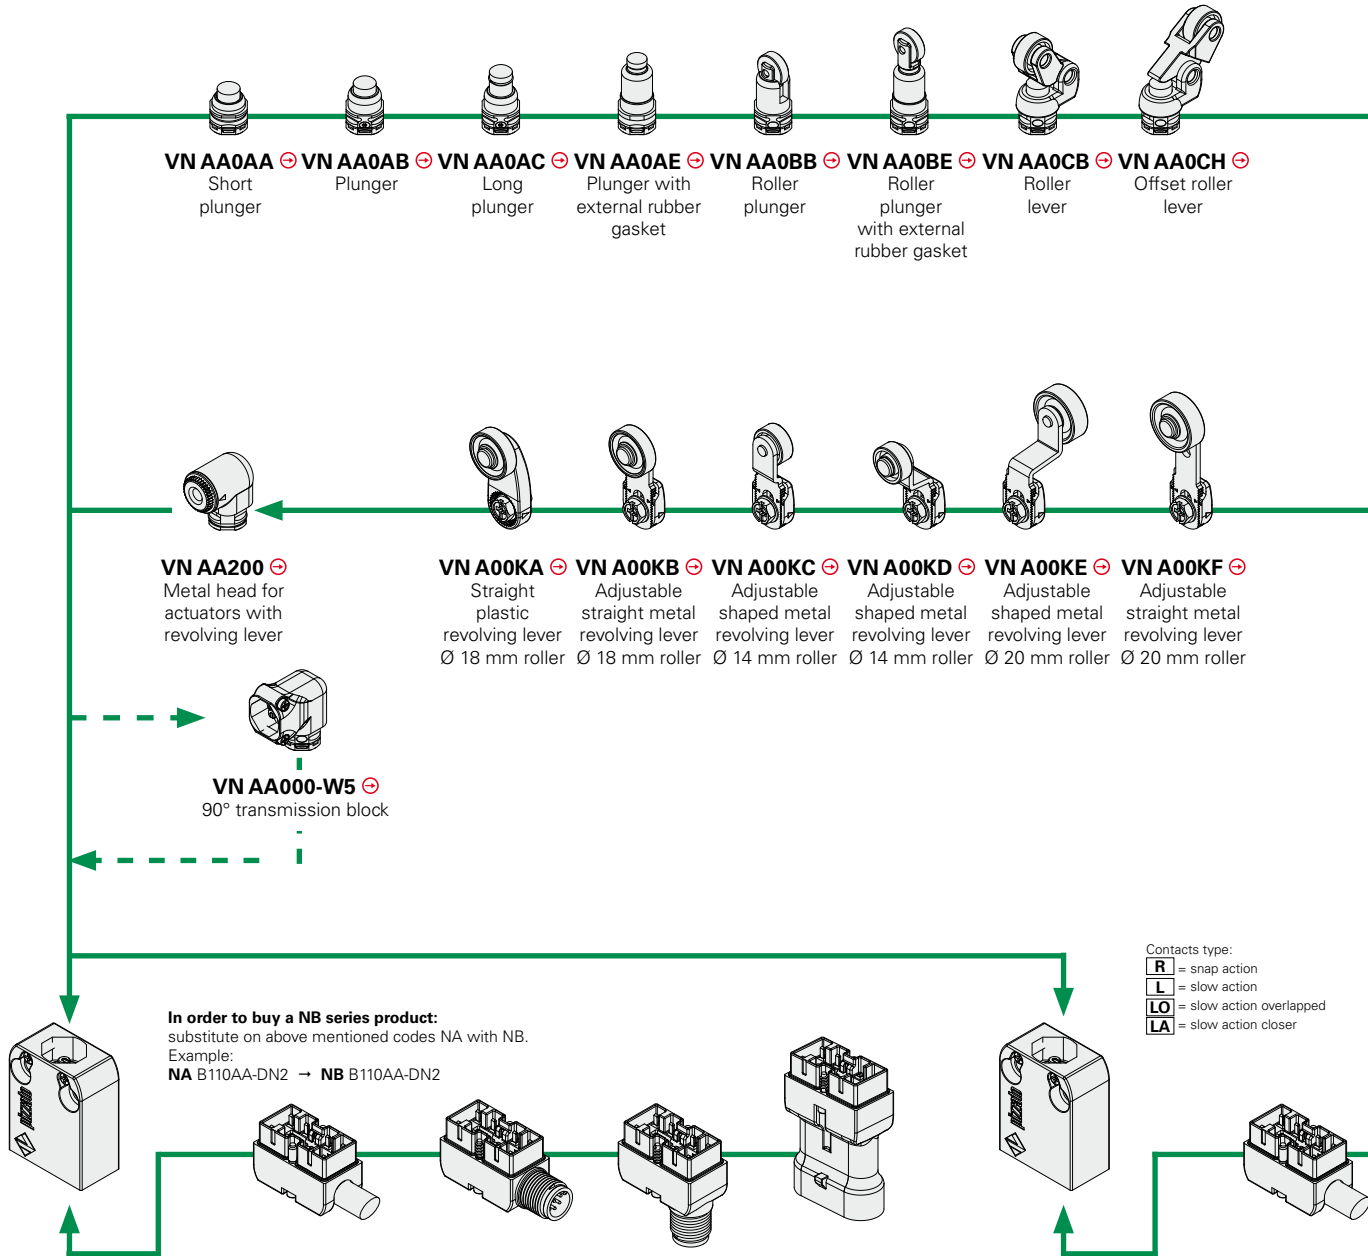 VN AA0AA
Short
plunger
VN AA0AB
Plunger
VN AA0AC
Long
plunger
VN AA0AE
Plunger with
external rubber
gasket
VN AA0BB
Roller
plunger
VN AA0BE
Roller
plunger
with external
rubber gasket
VN AA0CB
Roller
lever
VN AA0CH
Offset roller
lever
VN AA200
Metal head for
actuators with
revolving lever
VN A00KA
Straight
plastic
revolving lever
Ø 18 mm roller
VN A00KB
Adjustable
straight metal
revolving lever
Ø 18 mm roller
VN A00KC
Adjustable
shaped metal
revolving lever
Ø 14 mm roller
VN A00KD
Adjustable
shaped metal
revolving lever
Ø 14 mm roller
VN A00KE
Adjustable
shaped metal
revolving lever
Ø 20 mm roller
VN A00KF
Adjustable
straight metal
revolving lever
Ø 20 mm roller
VN AA000-W5
90° transmission block
Contacts type:
R = snap action
L = slow action
LO = slow action overlapped
LA = slow action closer
In order to buy a NB series product:
substitute on above mentioned codes NA with NB.
Example:
NA B110AA-DN2 → NB B110AA-DN2
pizzato
pizzato